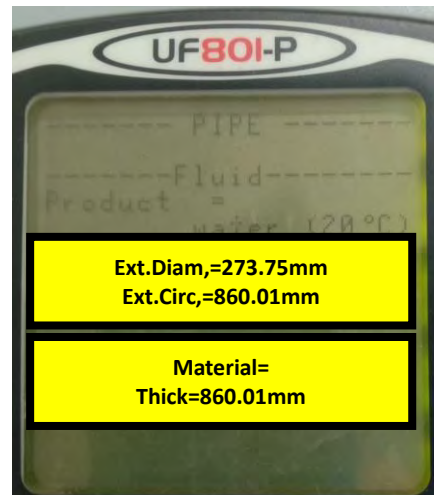 UF801-P
------- PIPE -------
-------Fluid--------
Product =
water (20°C)
Ext.Diam,=273.75mm
Ext.Circ,=860.01mm
Material=
Thick=860.01mm